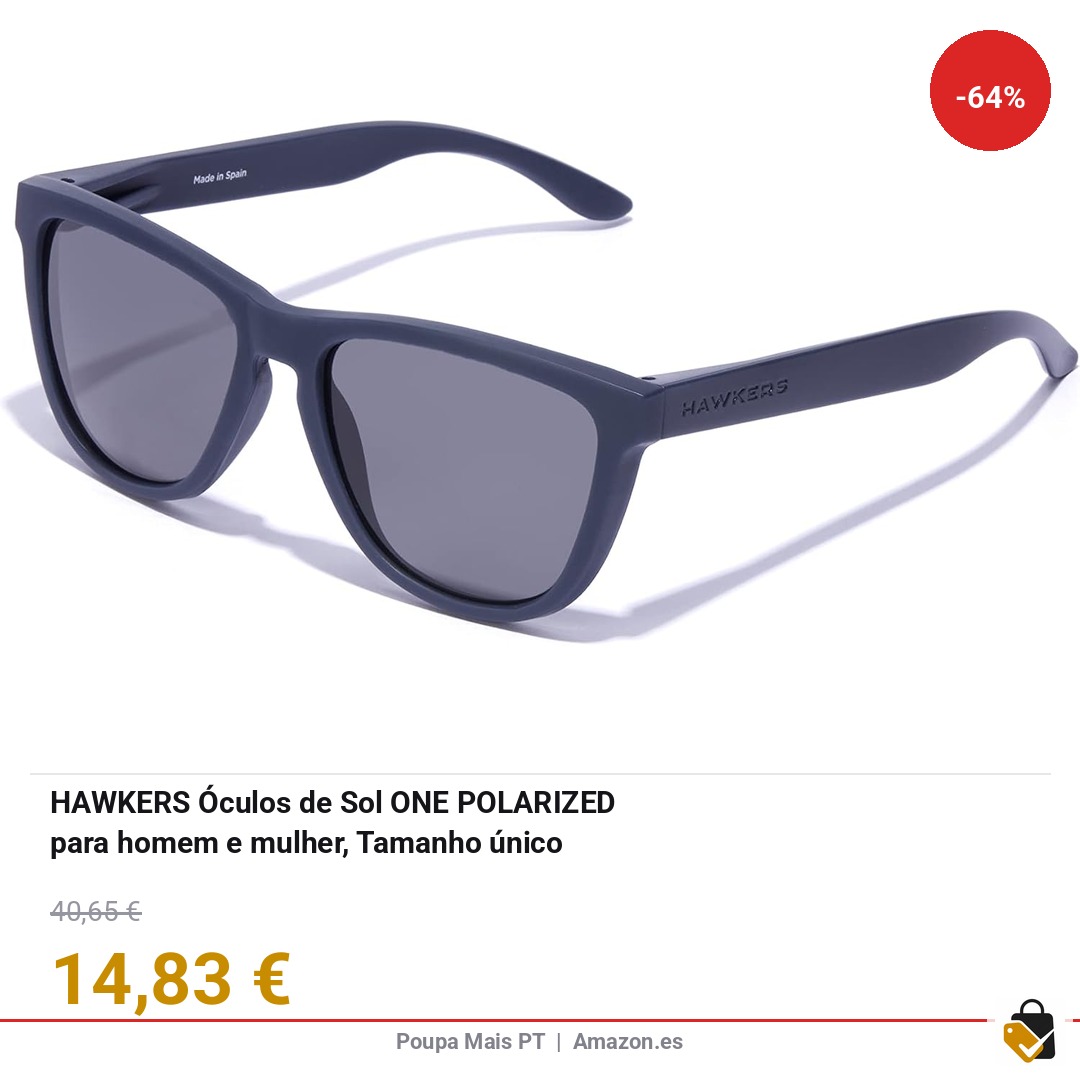 -64%
Made in Spain
HAWKERS
HAWKERS Óculos de Sol ONE POLARIZED
para homem e mulher, Tamanho único
40,65 €
14,83 €
Poupa Mais PT | Amazon.es